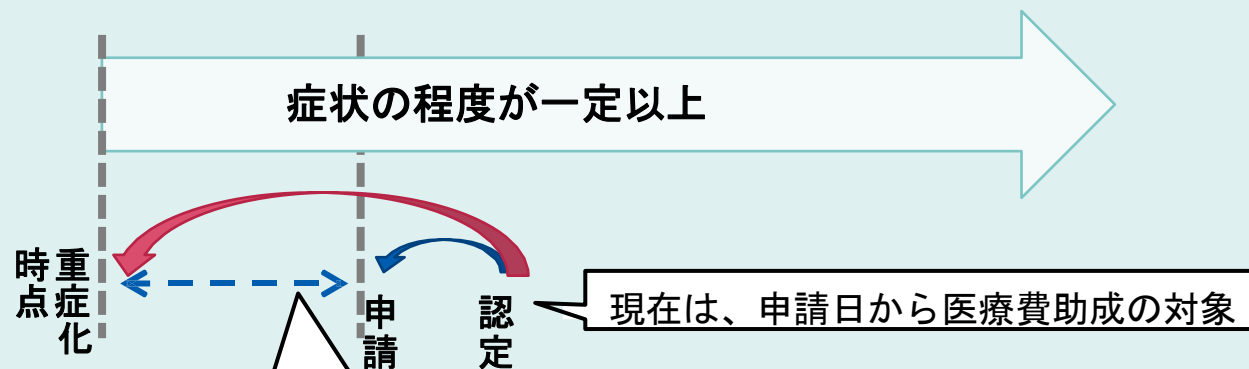 症状の程度が一定以上
重症化
時点
申請
認定
現在は、申請日から医療費助成の対象